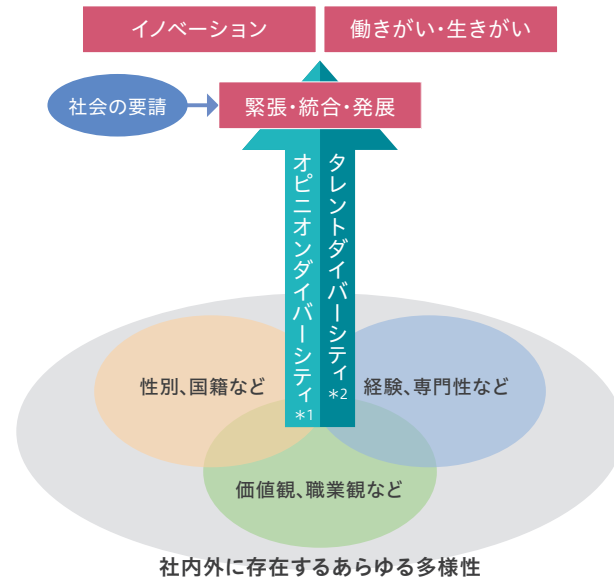 イノベーション
働きがい・生きがい
社会の要請
緊張・統合・発展
オピニオンダイバーシティ*1
タレントダイバーシティ*2
性別、国籍など
経験、専門性など
価値観、職業観など
社内外に存在するあらゆる多様性